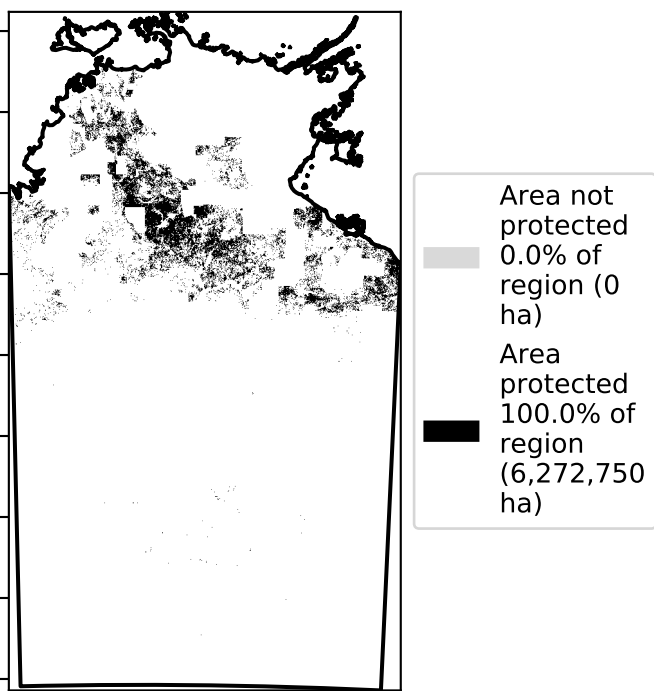 Area not
protected
0.0% of
region (0
ha)
Area
protected
100.0% of
region
(6,272,750
ha)